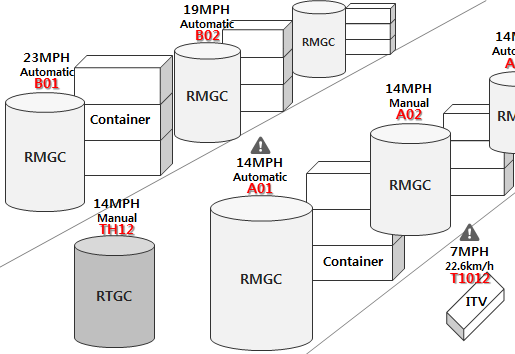 19MPH
Automatic
B02
RMGC
23MPH
Automatic
B01
RMGC
Container
RMGC
14MPH
Manual
A02
RMGC
14MPH
Automatic
A01
RMGC
Container
14MPH
Manual
TH12
RTGC
7MPH
22.6km/h
T1012
ITV